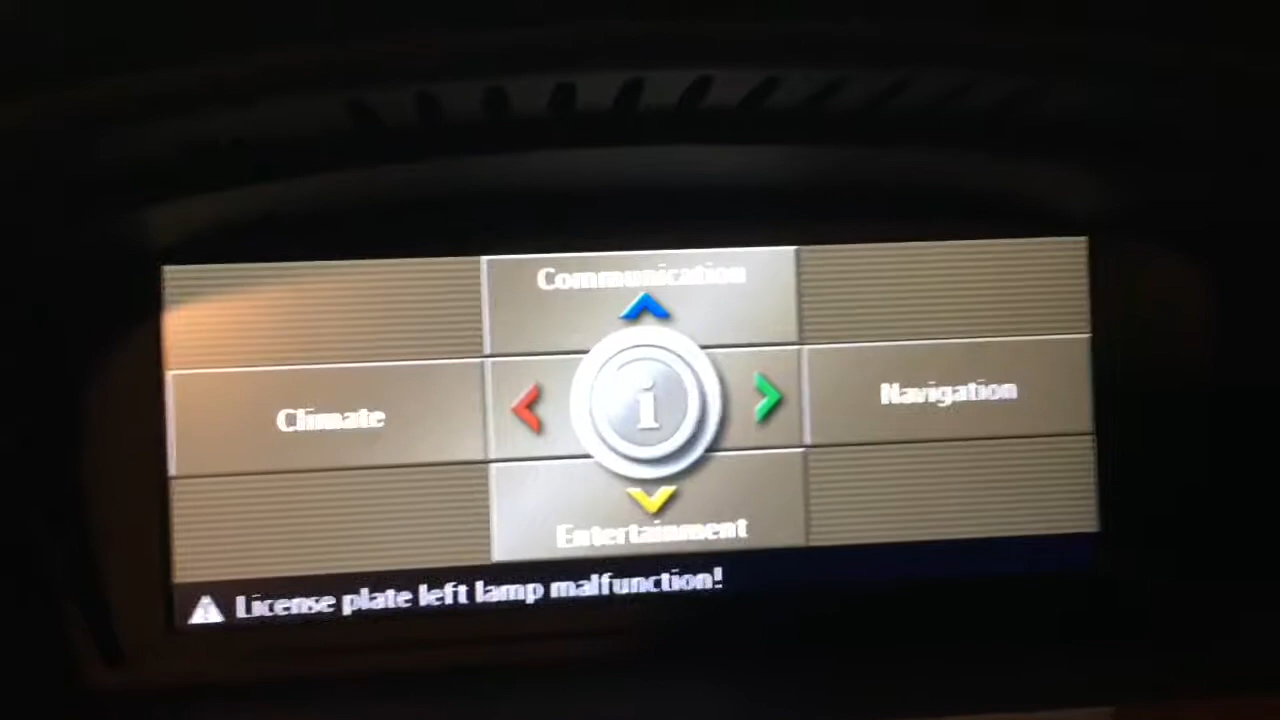 Communication
Climate
i
Navigation
Entertainment
License plate left lamp malfunction!